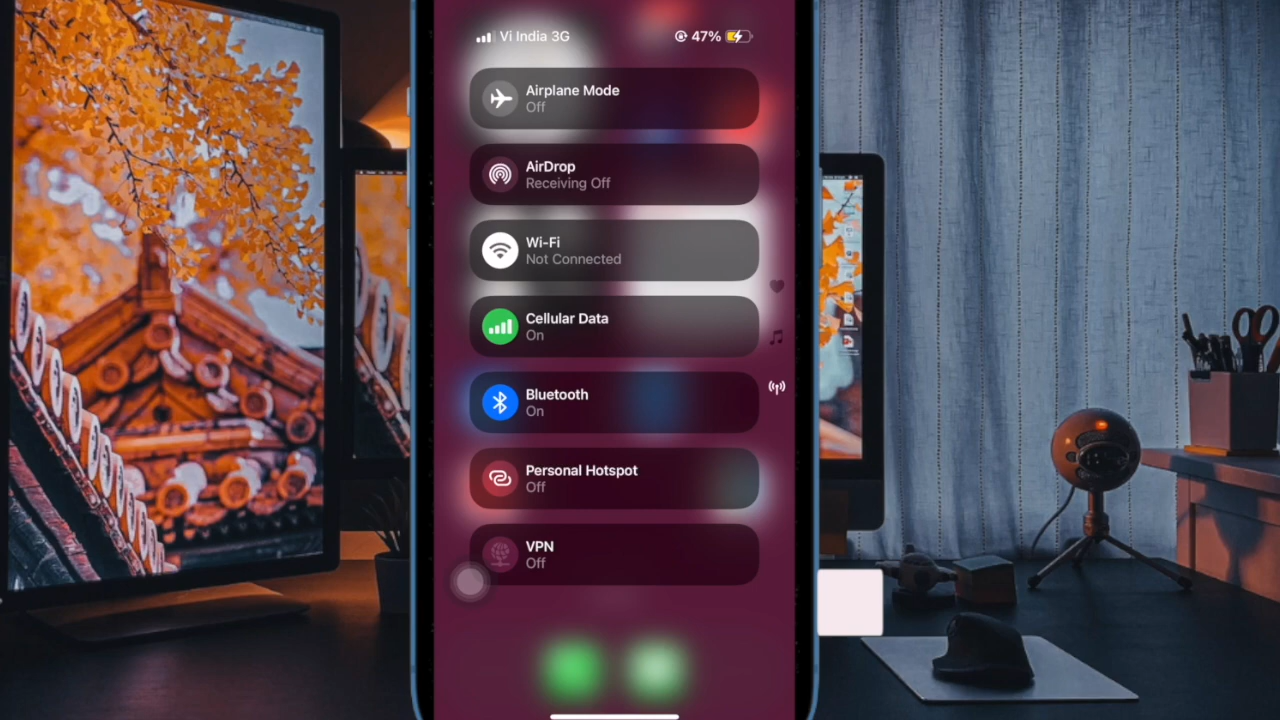 Vi India 3G
47%
Airplane Mode
Off
AirDrop
Receiving Off
Wi-Fi
Not Connected
Cellular Data
On
Bluetooth
On
Personal Hotspot
Off
VPN
Off